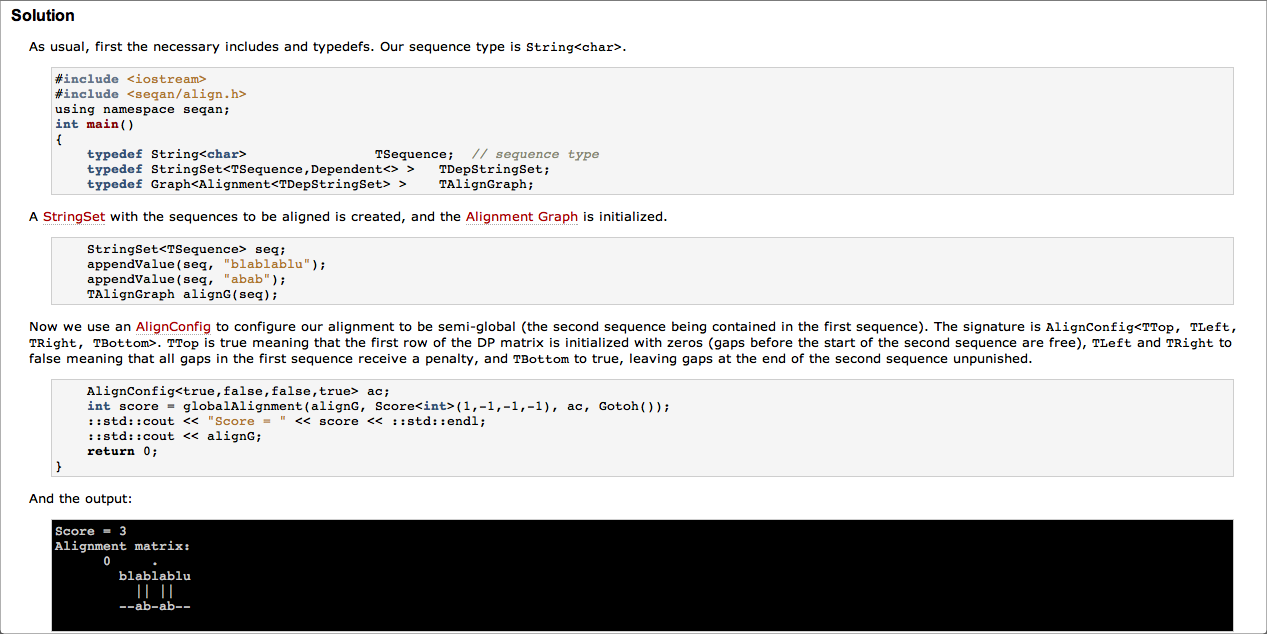 Solution
As usual, first the necessary includes and typedefs. Our sequence type is String<char>.
#include <iostream>
#include <seqan/align.h>
using namespace seqan;
int main()
{
    typedef String<char>                TSequence;  // sequence type
    typedef StringSet<TSequence,Dependent<> >   TDepStringSet;
    typedef Graph<Alignment<TDepStringSet> >    TAlignGraph;
A StringSet with the sequences to be aligned is created, and the Alignment Graph is initialized.
    StringSet<TSequence> seq;
    appendValue(seq, "blablablu");
    appendValue(seq, "abab");
    TAlignGraph alignG(seq);
Now we use an AlignConfig to configure our alignment to be semi-global (the second sequence being contained in the first sequence). The signature is AlignConfig<TTop, TLeft,
TRight, TBottom>. TTop is true meaning that the first row of the DP matrix is initialized with zeros (gaps before the start of the second sequence are free), TLeft and TRight to
false meaning that all gaps in the first sequence receive a penalty, and TBottom to true, leaving gaps at the end of the second sequence unpunished.
    AlignConfig<true,false,false,true> ac;
    int score = globalAlignment(alignG, Score<int>(1,-1,-1,-1), ac, Gotoh());
    ::std::cout << "Score = " << score << ::std::endl;
    ::std::cout << alignG;
    return 0;
}
And the output:
Score = 3
Alignment matrix:
      0     .
        blablablu
          || ||
        --ab-ab--